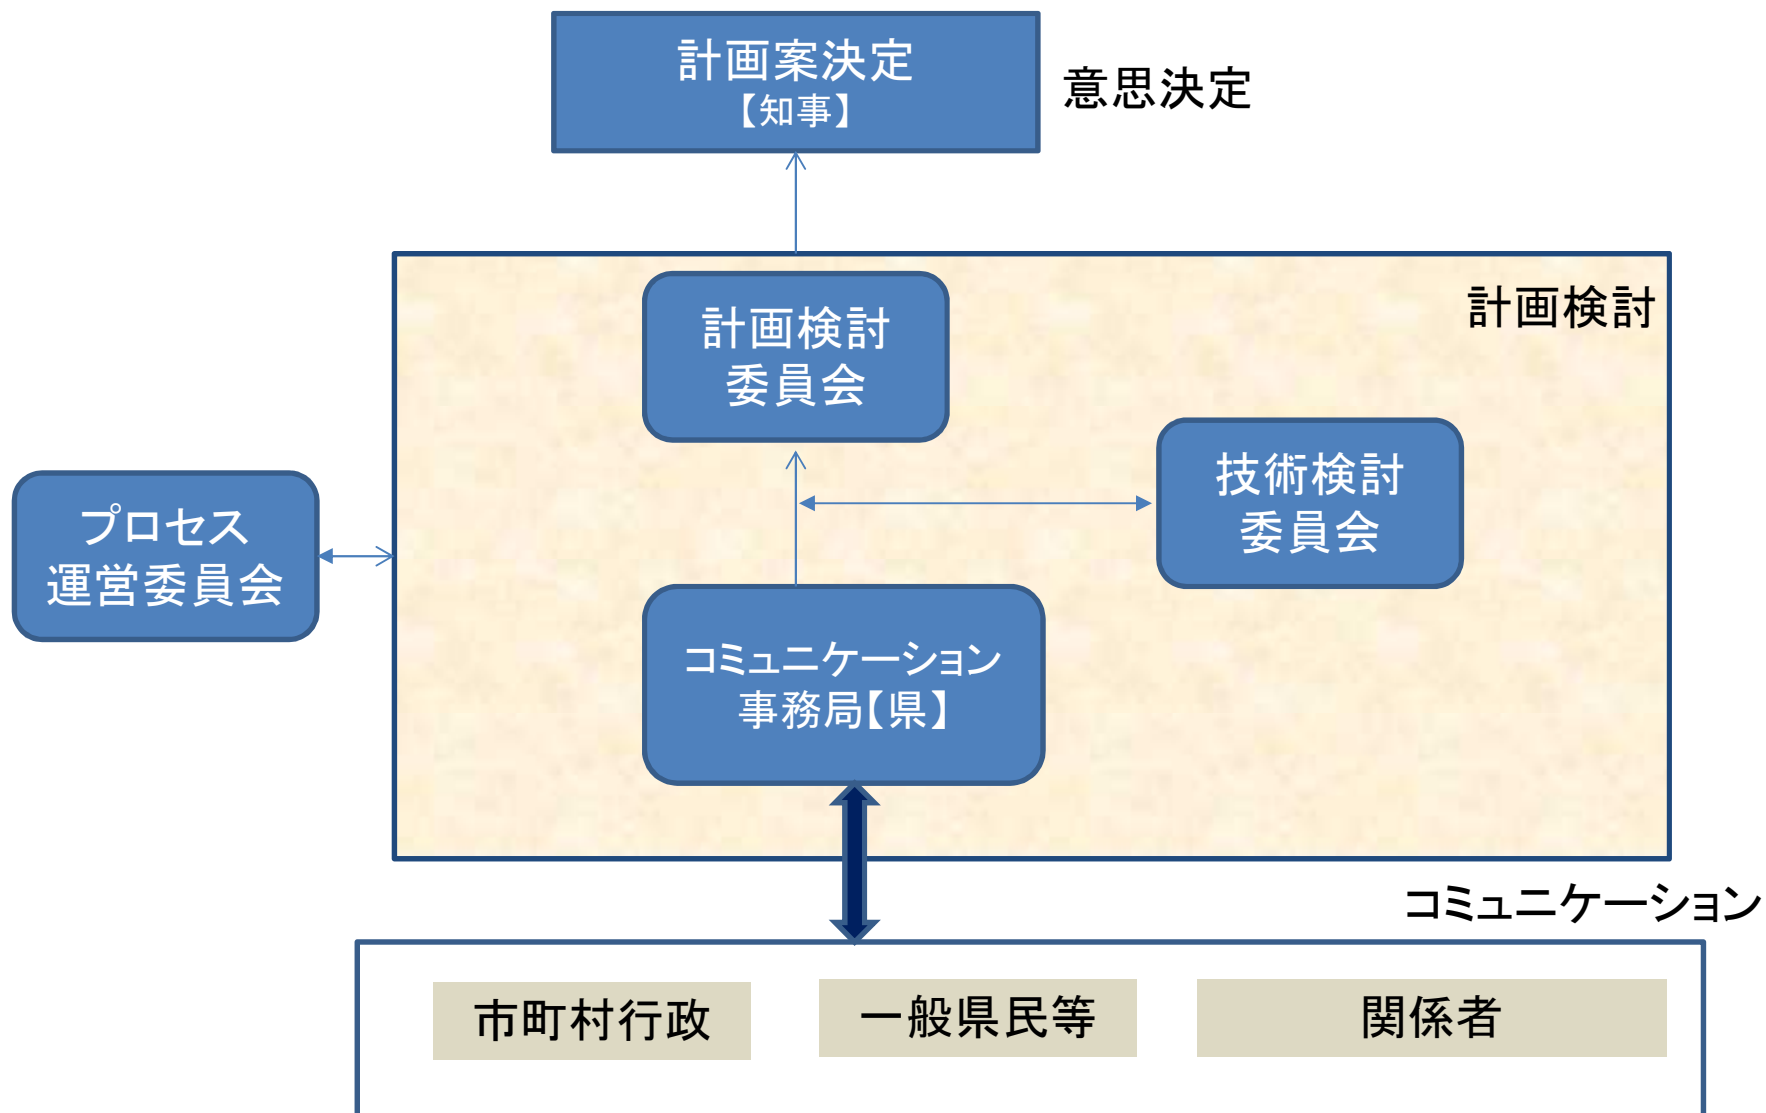 計画案決定
【知事】
意思決定
計画検討
計画検討
委員会
技術検討
委員会
プロセス
運営委員会
コミュニケーション
事務局【県】
コミュニケーション
市町村行政
一般県民等
関係者